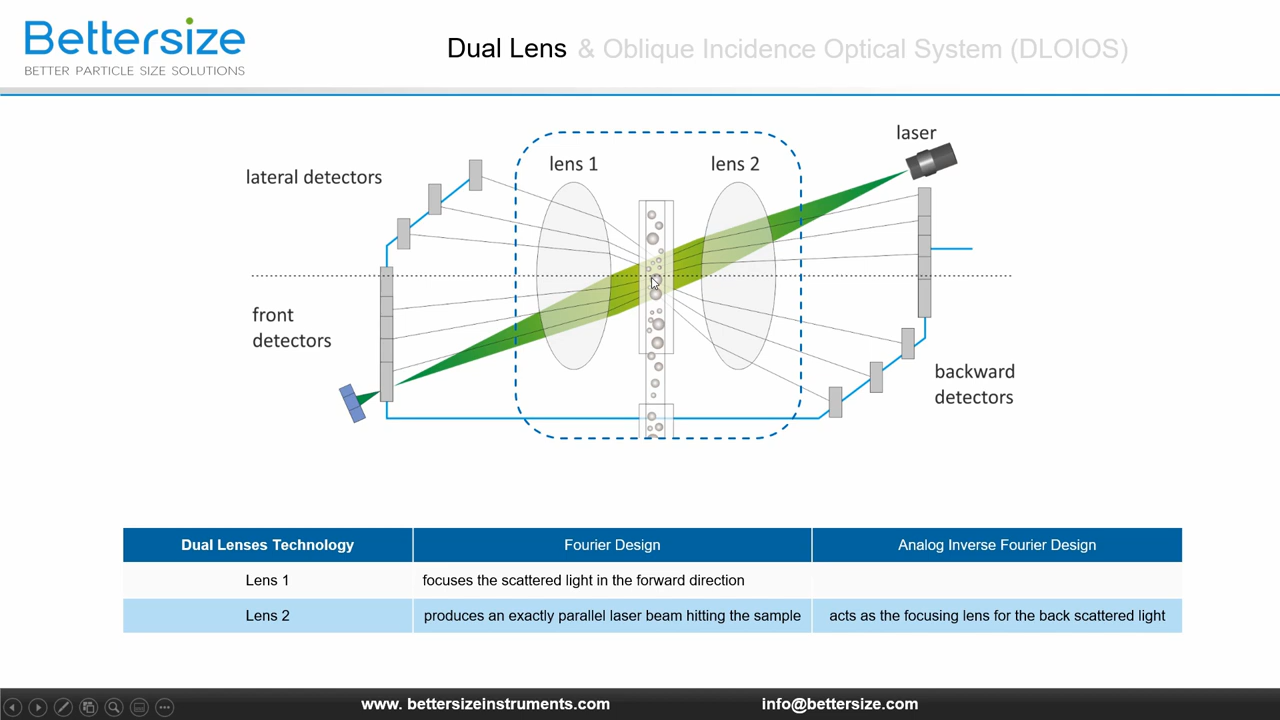 Bettersize
BETTER PARTICLE SIZE SOLUTIONS
Dual Lens & Oblique Incidence Optical System (DLOIOS)
laser
lens 1
lens 2
lateral detectors
front
detectors
backward
detectors
Dual Lenses Technology Fourier Design Analog Inverse Fourier Design
Lens 1 focuses the scattered light in the forward direction
Lens 2 produces an exactly parallel laser beam hitting the sample acts as the focusing lens for the back scattered light
www. bettersizeinstruments.com info@bettersize.com